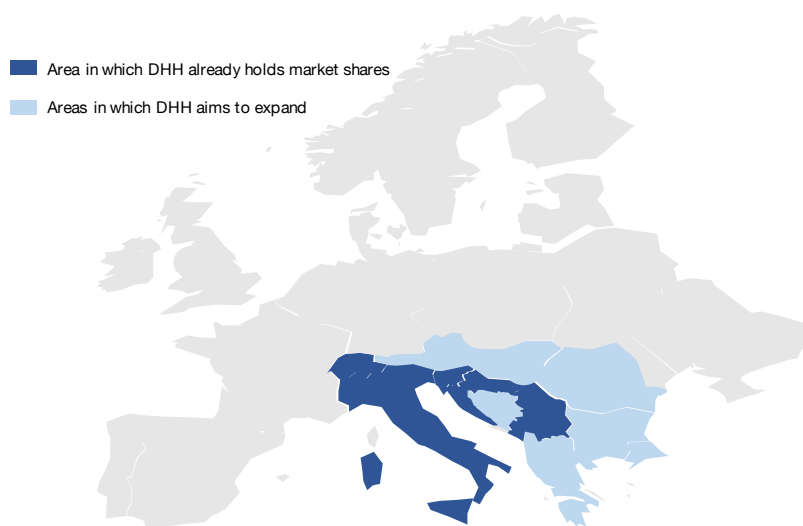 Area in which DHH already holds market shares
Areas in which DHH aims to expand